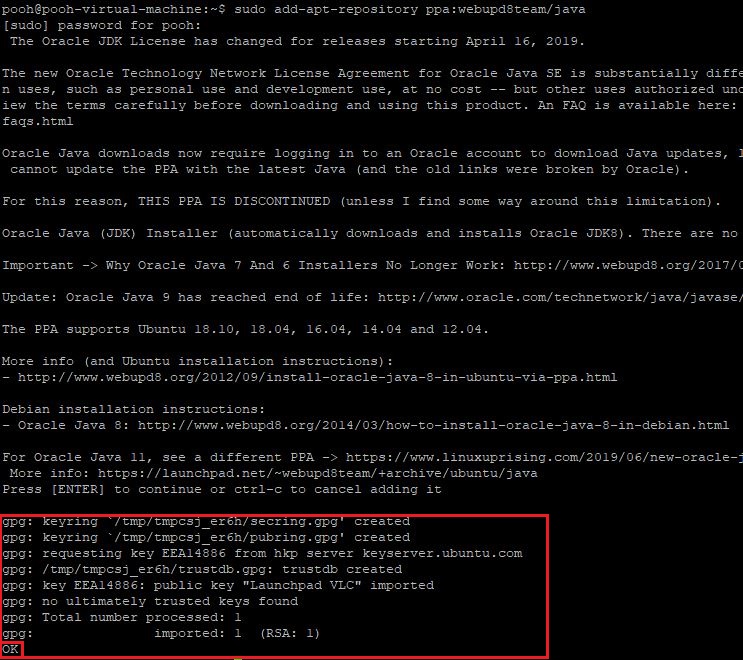 pooh@pooh-virtual-machine:~$ sudo add-apt-repository ppa:webupd8team/java
[sudo] password for pooh:
 The Oracle JDK License has changed for releases starting April 16, 2019.
The new Oracle Technology Network License Agreement for Oracle Java SE is substantially diffe
n uses, such as personal use and development use, at no cost -- but other uses authorized und
iew the terms carefully before downloading and using this product. An FAQ is available here:
faqs.html
Oracle Java downloads now require logging in to an Oracle account to download Java updates, l
 cannot update the PPA with the latest Java (and the old links were broken by Oracle).
For this reason, THIS PPA IS DISCONTINUED (unless I find some way around this limitation).
Oracle Java (JDK) Installer (automatically downloads and installs Oracle JDK8). There are no
Important -> Why Oracle Java 7 And 6 Installers No Longer Work: http://www.webupd8.org/2017/0
Update: Oracle Java 9 has reached end of life: http://www.oracle.com/technetwork/java/javase/
The PPA supports Ubuntu 18.10, 18.04, 16.04, 14.04 and 12.04.
More info (and Ubuntu installation instructions):
- http://www.webupd8.org/2012/09/install-oracle-java-8-in-ubuntu-via-ppa.html
Debian installation instructions:
- Oracle Java 8: http://www.webupd8.org/2014/03/how-to-install-oracle-java-8-in-debian.html
For Oracle Java 11, see a different PPA -> https://www.linuxuprising.com/2019/06/new-oracle-j
 More info: https://launchpad.net/~webupd8team/+archive/ubuntu/java
Press [ENTER] to continue or ctrl-c to cancel adding it
gpg: keyring `/tmp/tmpcsj_er6h/secring.gpg' created
gpg: keyring `/tmp/tmpcsj_er6h/pubring.gpg' created
gpg: requesting key EEA14886 from hkp server keyserver.ubuntu.com
gpg: /tmp/tmpcsj_er6h/trustdb.gpg: trustdb created
gpg: key EEA14886: public key "Launchpad VLC" imported
gpg: no ultimately trusted keys found
gpg: Total number processed: 1
gpg:               imported: 1  (RSA: 1)
OK